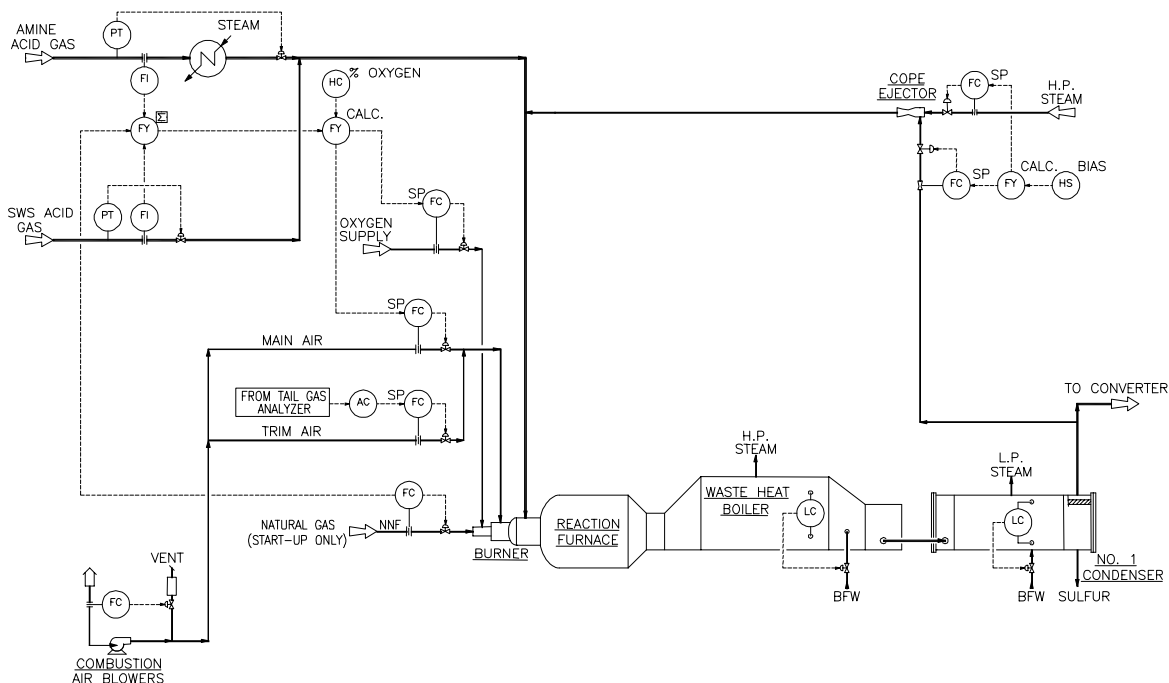 AMINE
ACID GAS
PT
STEAM
FI
HC
% OXYGEN
FY
Σ
FY
CALC.
COPE
EJECTOR
FC
SP
H.P.
STEAM
FC
SP
FY
CALC.
HS
BIAS
SWS ACID
GAS
PT
FI
SP
FC
OXYGEN
SUPPLY
SP
FC
MAIN AIR
FROM TAIL GAS
ANALYZER
AC
SP
FC
TRIM AIR
TO CONVERTER
H.P.
STEAM
L.P.
STEAM
WASTE HEAT
BOILER
LC
LC
FC
NATURAL GAS
(START-UP ONLY)
NNF
BURNER
REACTION
FURNACE
NO. 1
CONDENSER
BFW
BFW
SULFUR
VENT
FC
COMBUSTION
AIR BLOWERS